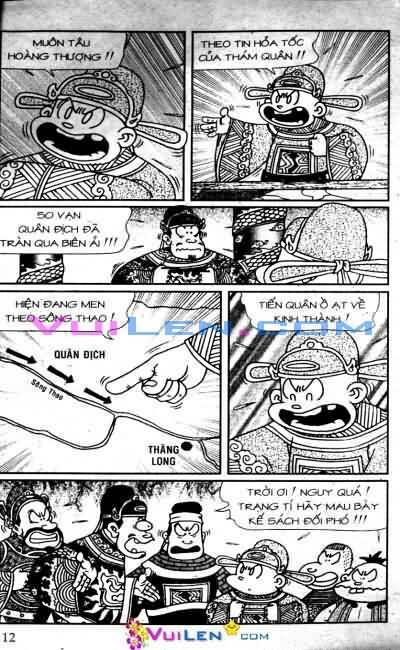 MUÔN TÂU
HOÀNG THƯỢNG !!
THEO TIN HỎA TỐC
CỦA THÁM QUÂN !!
50 VẠN
QUÂN ĐỊCH ĐÃ
TRÀN QUA BIÊN ẢI !!!
HIỆN ĐANG MEN
THEO SÔNG THAO !
QUÂN ĐỊCH
Sông Thao
THĂNG
LONG
TIẾN QUÂN Ồ ẠT VỀ
KINH THÀNH !
VUILEN.COM
TRỜI ƠI ! NGUY QUÁ !
TRẠNG TÍ HÃY MAU BÀY
KẾ SÁCH ĐỐI PHÓ !!!
12
VUILEN.COM